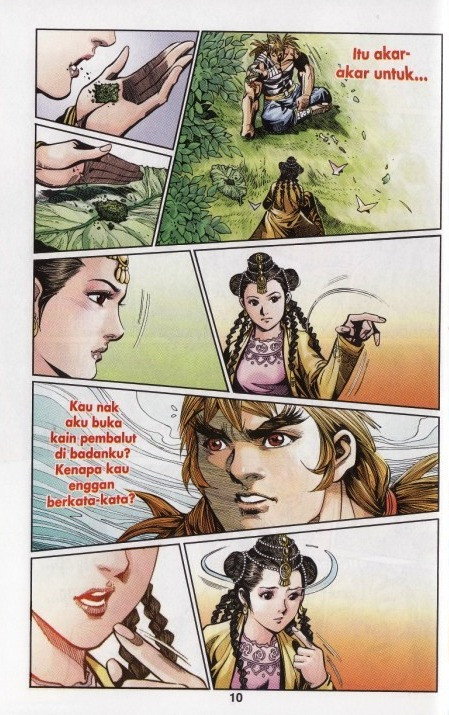 Itu akar-
akar untuk...
Kau nak
aku buka
kain pembalut
di badanku?
Kenapa kau
enggan
berkata-kata?
10